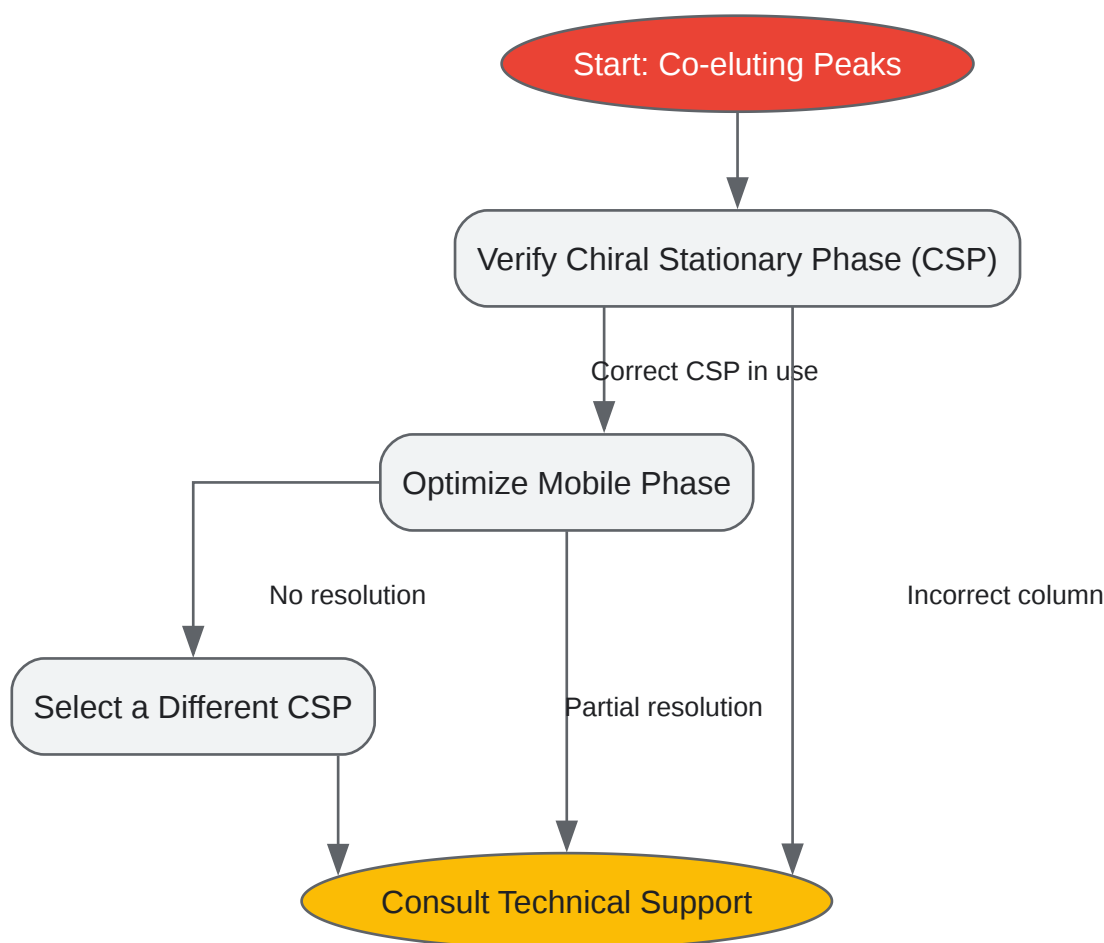 Start: Co-eluting Peaks
Verify Chiral Stationary Phase (CSP)
Correct CSP in use
Optimize Mobile Phase
No resolution
Incorrect column
Select a Different CSP
Partial resolution
Consult Technical Support